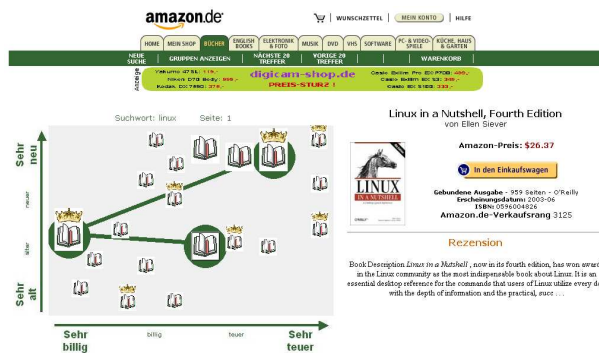 amazon.de
WUNSCHZETTEL | MEIN KONTO | HILFE
HOME MEIN SHOP BÜCHER ENGLISH BOOKS ELEKTRONIK & FOTO MUSIK DVD VHS SOFTWARE PC- & VIDEO-SPIELE KÜCHE, HAUS & GARTEN
NEUE SUCHE | GRUPPEN ANZEIGEN | NÄCHSTE 20 TREFFER | VORIGE 20 TREFFER | WARENKORB
Anzeige
digicam-shop.de
PREIS-STURZ !
Suchwort: linux Seite: 1
Sehr neu
neuer
älter
Sehr alt
Sehr billig
billig
teuer
Sehr teuer
Linux in a Nutshell, Fourth Edition
von Ellen Siever
LINUX
IN A NUTSHELL
Amazon-Preis: $26.37
In den Einkaufswagen
Gebundene Ausgabe - 959 Seiten - O'Reilly
Erscheinungsdatum: 2003-06
ISBN: 0596004826
Amazon.de-Verkaufsrang 3125
Rezension
Book Description Linux in a Nutshell , now in its fourth edition, has won awar
in the Linux community as the most indispensable book about Linux. It is an
essential desktop reference for the commands that users of Linux utilize every d
with the depth of information and the practical, succ . . .